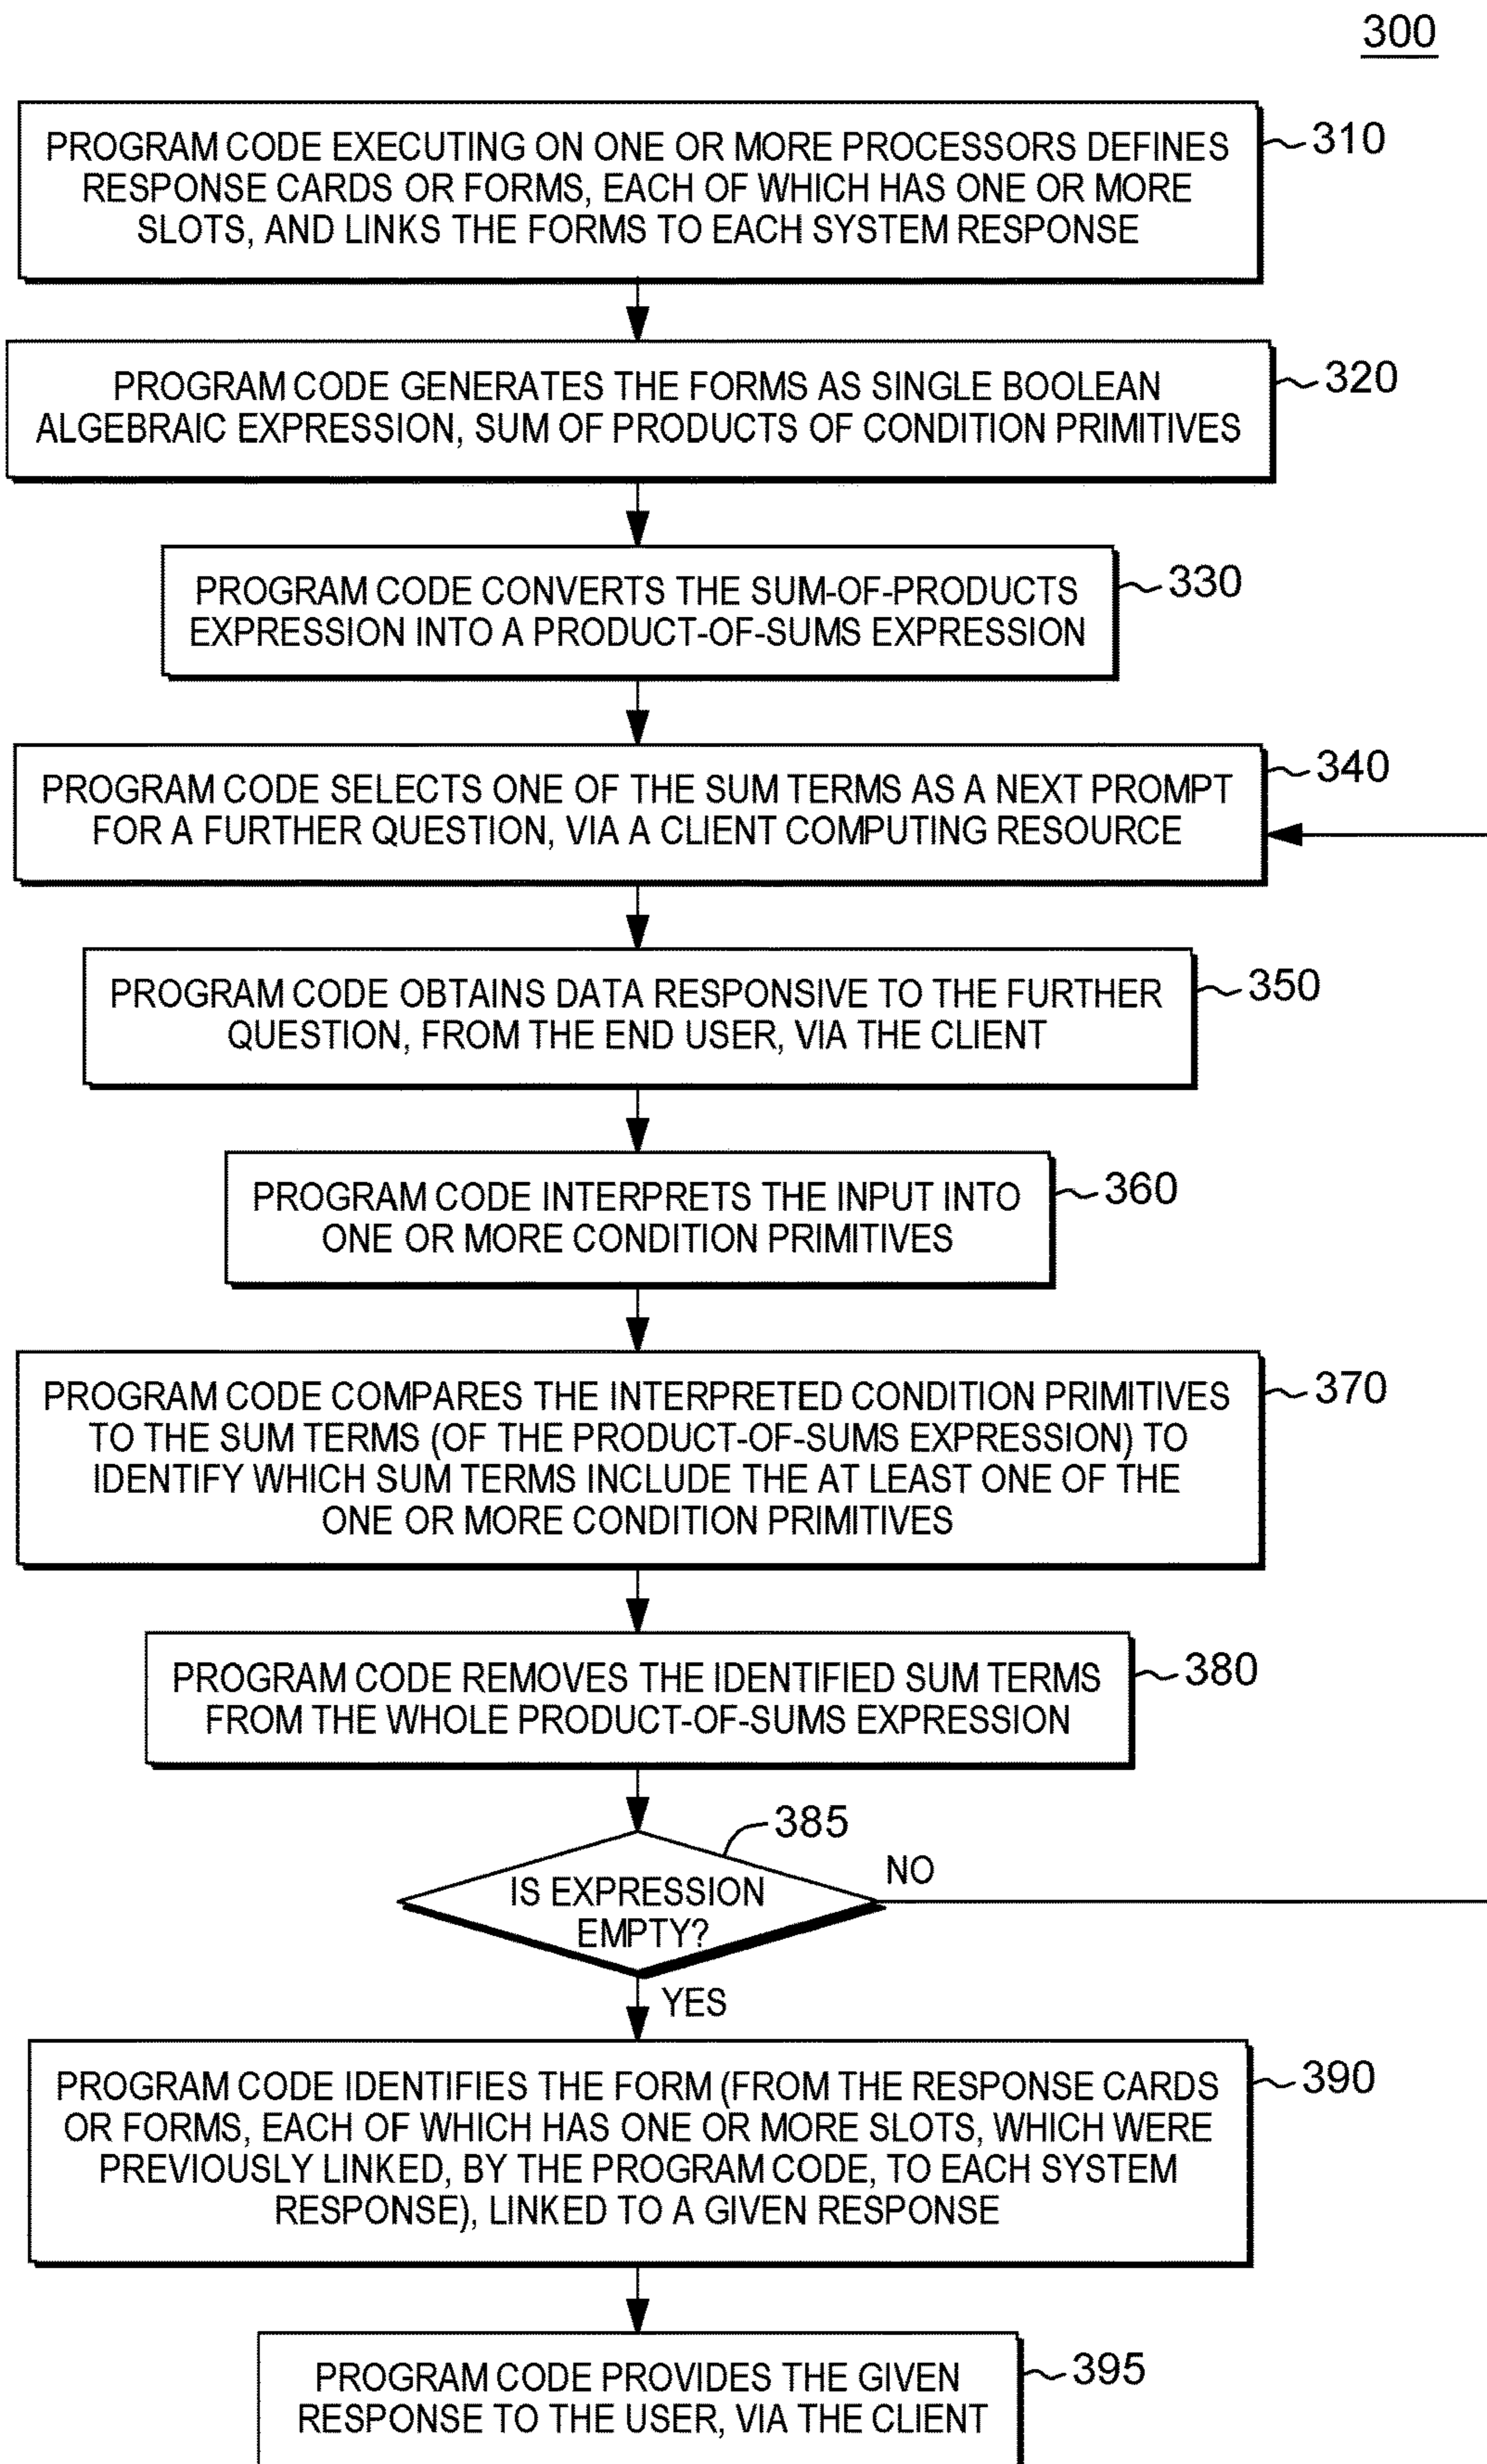 300
PROGRAM CODE EXECUTING ON ONE OR MORE PROCESSORS DEFINES
RESPONSE CARDS OR FORMS, EACH OF WHICH HAS ONE OR MORE
SLOTS, AND LINKS THE FORMS TO EACH SYSTEM RESPONSE
310
PROGRAM CODE GENERATES THE FORMS AS SINGLE BOOLEAN
ALGEBRAIC EXPRESSION, SUM OF PRODUCTS OF CONDITION PRIMITIVES
320
PROGRAM CODE CONVERTS THE SUM-OF-PRODUCTS
EXPRESSION INTO A PRODUCT-OF-SUMS EXPRESSION
330
PROGRAM CODE SELECTS ONE OF THE SUM TERMS AS A NEXT PROMPT
FOR A FURTHER QUESTION, VIA A CLIENT COMPUTING RESOURCE
340
PROGRAM CODE OBTAINS DATA RESPONSIVE TO THE FURTHER
QUESTION, FROM THE END USER, VIA THE CLIENT
350
PROGRAM CODE INTERPRETS THE INPUT INTO
ONE OR MORE CONDITION PRIMITIVES
360
PROGRAM CODE COMPARES THE INTERPRETED CONDITION PRIMITIVES
TO THE SUM TERMS (OF THE PRODUCT-OF-SUMS EXPRESSION) TO
IDENTIFY WHICH SUM TERMS INCLUDE THE AT LEAST ONE OF THE
ONE OR MORE CONDITION PRIMITIVES
370
PROGRAM CODE REMOVES THE IDENTIFIED SUM TERMS
FROM THE WHOLE PRODUCT-OF-SUMS EXPRESSION
380
385
IS EXPRESSION
EMPTY?
NO
YES
PROGRAM CODE IDENTIFIES THE FORM (FROM THE RESPONSE CARDS
OR FORMS, EACH OF WHICH HAS ONE OR MORE SLOTS, WHICH WERE
PREVIOUSLY LINKED, BY THE PROGRAM CODE, TO EACH SYSTEM
RESPONSE), LINKED TO A GIVEN RESPONSE
390
PROGRAM CODE PROVIDES THE GIVEN
RESPONSE TO THE USER, VIA THE CLIENT
395